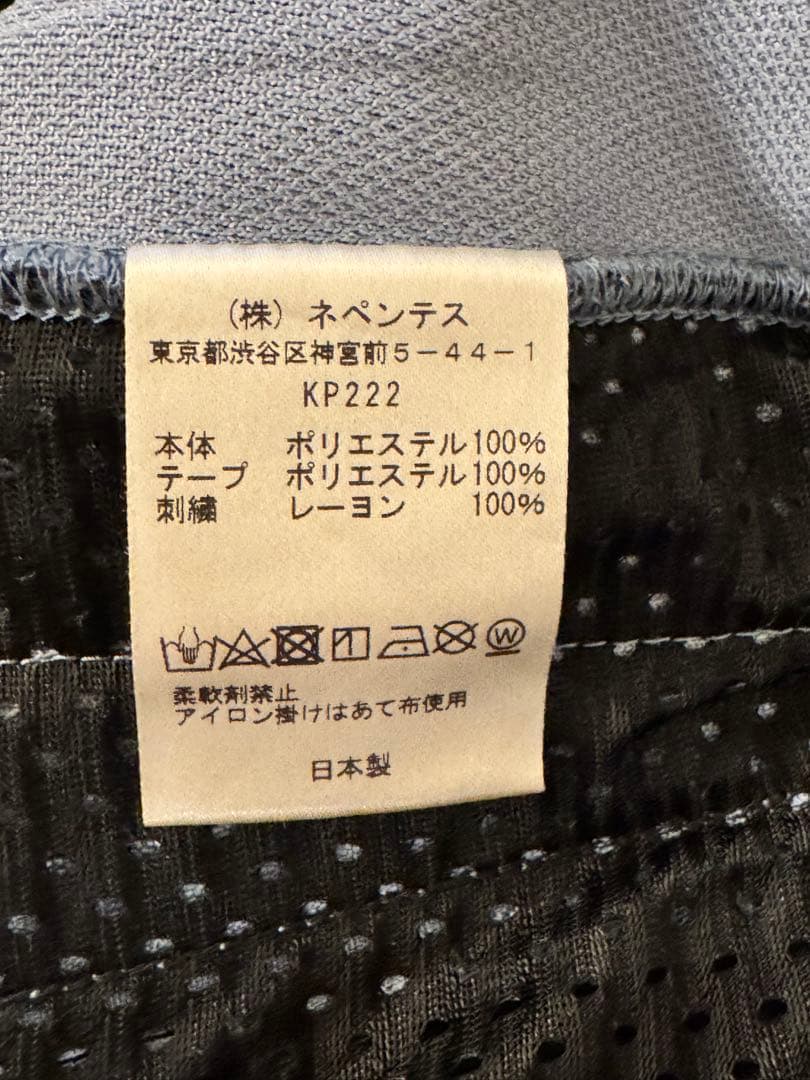 (株)ネペンテス
東京都渋谷区神宮前5-44-1
KP222
本体 ポリエステル100%
テープ ポリエステル100%
刺繍 レーヨン 100%
W
柔軟剤禁止
アイロン掛けはあて布使用
日本製